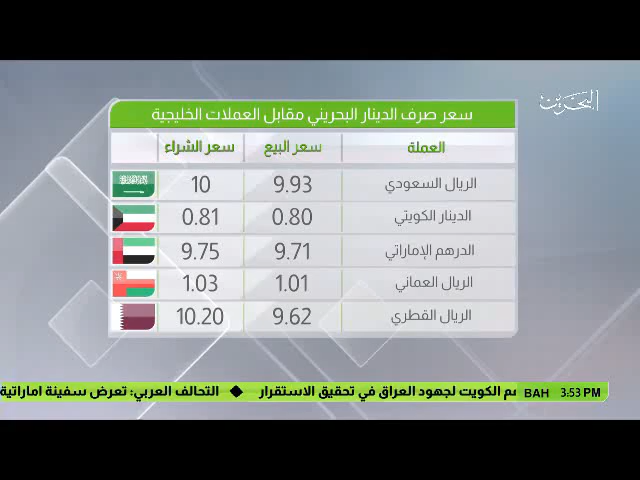 البحرين
سعر صرف الدينار البحريني مقابل العملات الخليجية
العملة سعر البيع سعر الشراء
الريال السعودي 9.93 10
الدينار الكويتي 0.80 0.81
الدرهم الإماراتي 9.71 9.75
الريال العماني 1.01 1.03
الريال القطري 9.62 10.20
BAH 3:53 PM
م الكويت لجهود العراق في تحقيق الاستقرار ◆ التحالف العربي: تعرض سفينة اماراتية